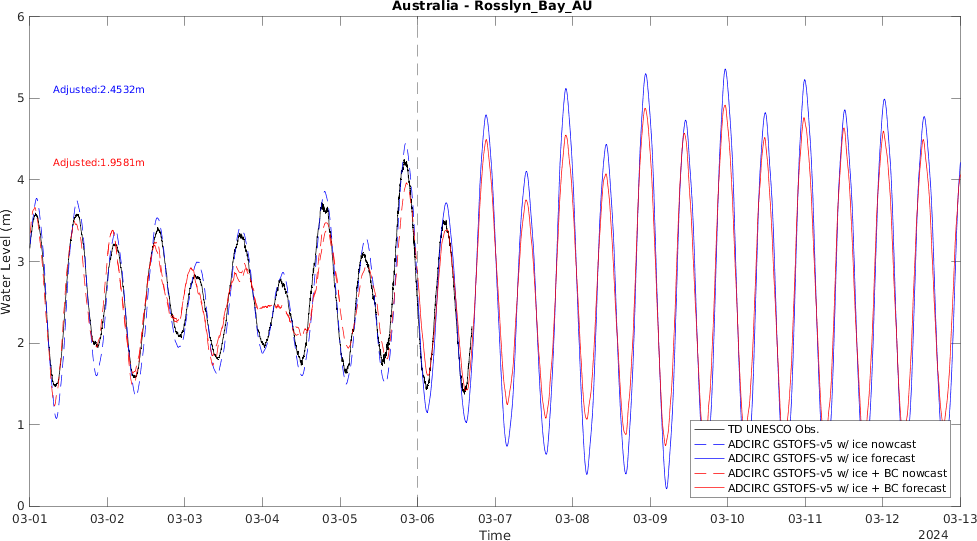 Australia - Rosslyn_Bay_AU
6
5
4
3
2
1
0
Water Level (m)
Adjusted:2.4532m
Adjusted:1.9581m
TD UNESCO Obs.
ADCIRC GSTOFS-v5 w/ ice nowcast
ADCIRC GSTOFS-v5 w/ ice forecast
ADCIRC GSTOFS-v5 w/ ice + BC nowcast
ADCIRC GSTOFS-v5 w/ ice + BC forecast
03-01 03-02 03-03 03-04 03-05 03-06 03-07 03-08 03-09 03-10 03-11 03-12 03-13
Time
2024